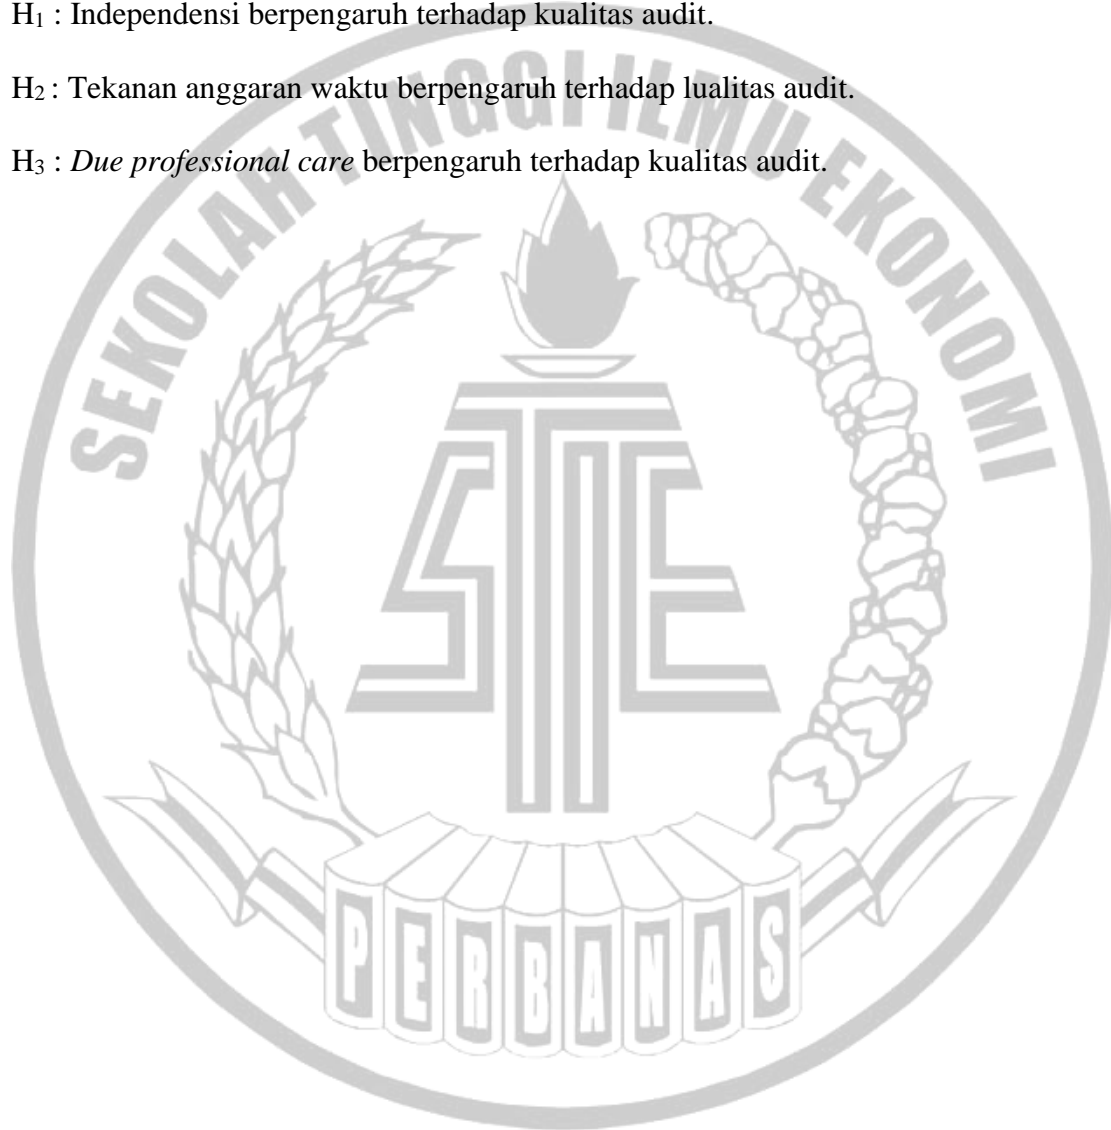 H₁ : Independensi berpengaruh terhadap kualitas audit.
H₂ : Tekanan anggaran waktu berpengaruh terhadap lualitas audit.
H₃ : Due professional care berpengaruh terhadap kualitas audit.
SEKOLAH TINGGI ILMU EKONOMI
STIE
PERBANAS